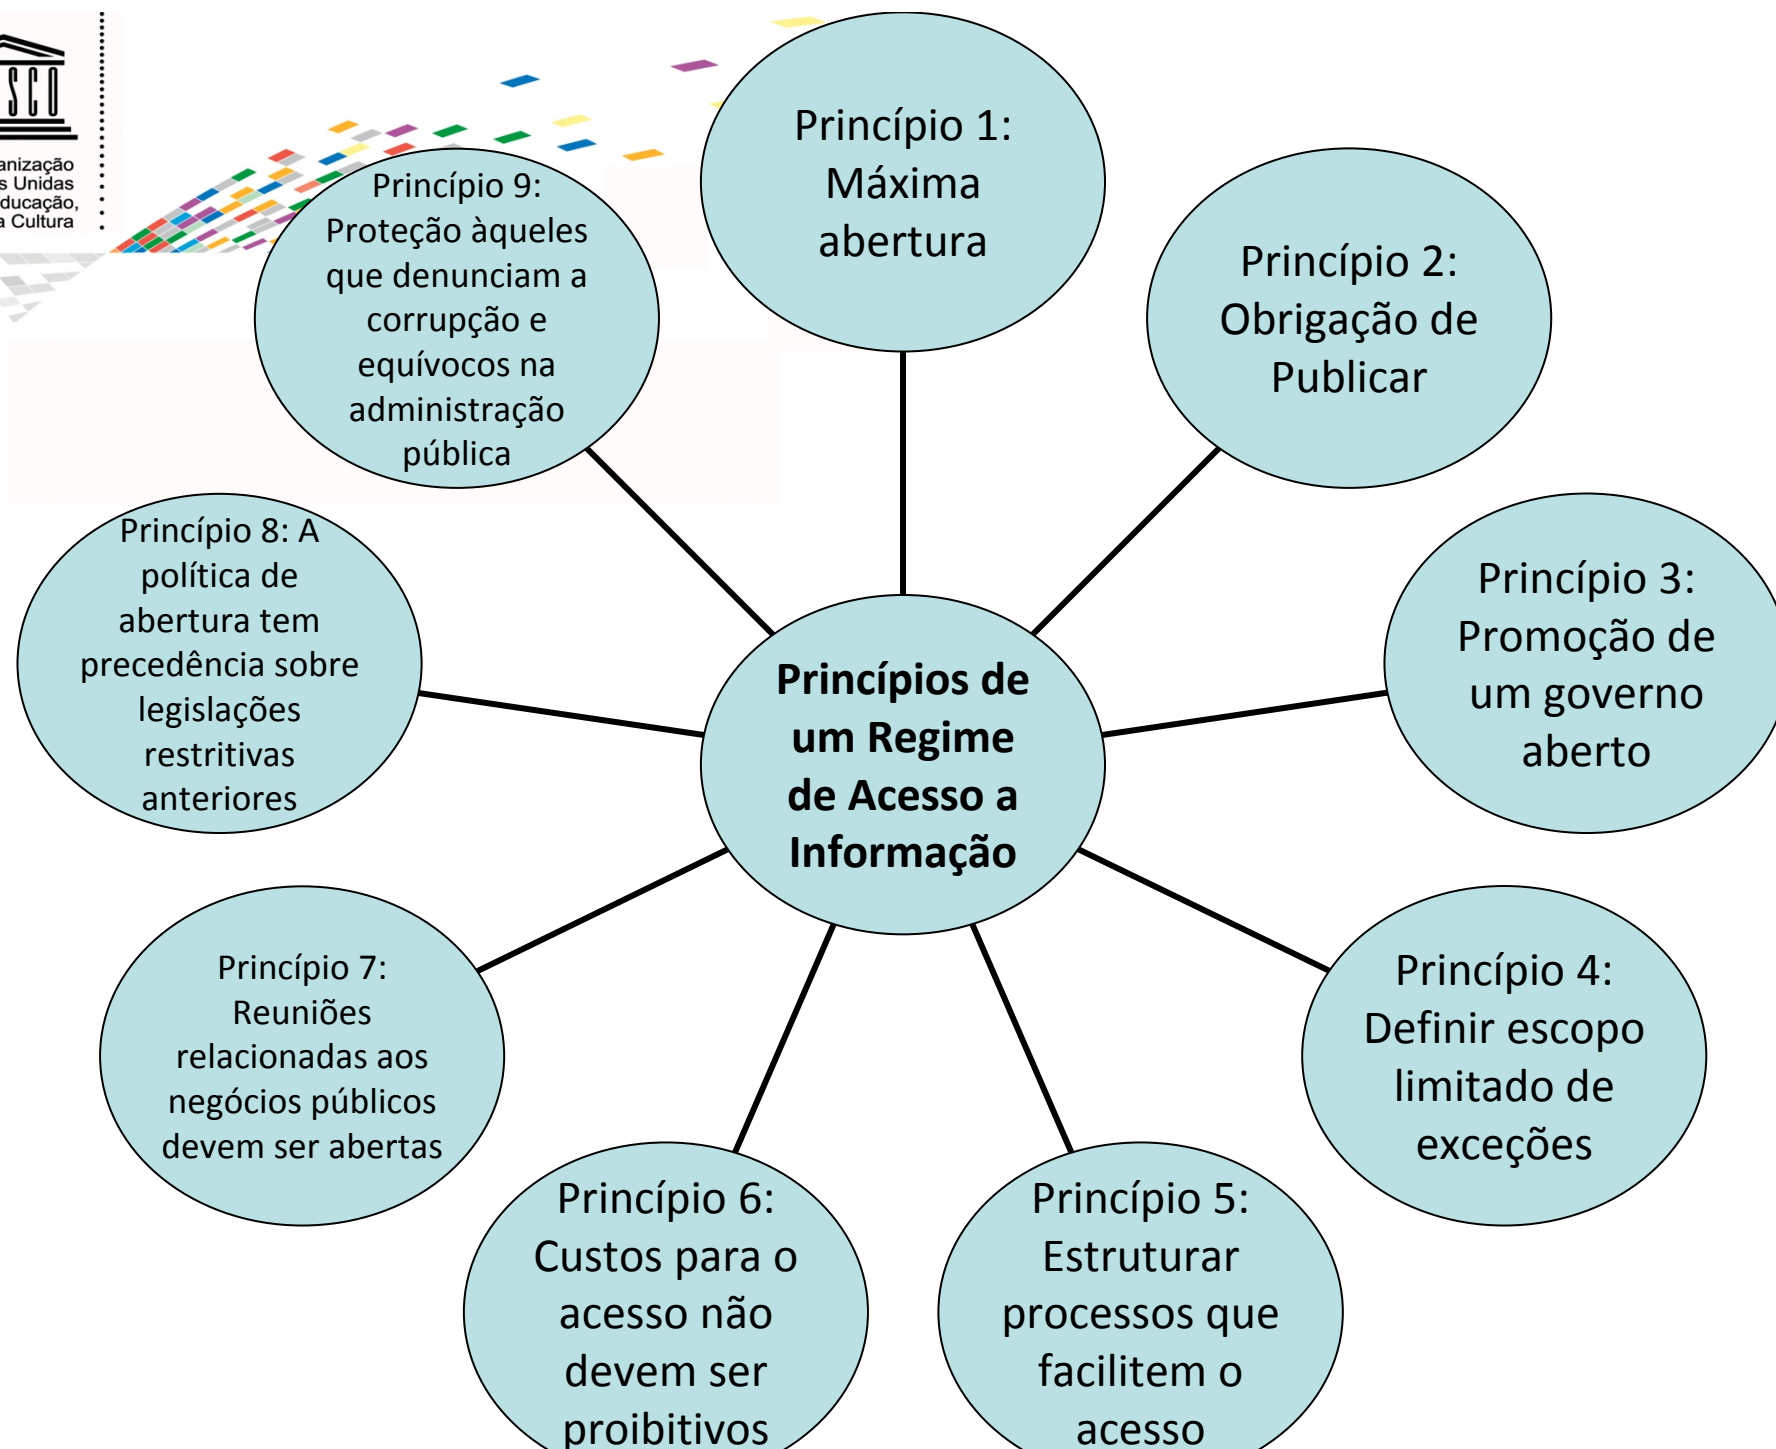 SCO
Unidas
a Cultura
Princípio 1:
Máxima
abertura
Princípio 2:
Obrigação de
Publicar
Princípio 3:
Promoção de
um governo
aberto
Princípio 4:
Definir escopo
limitado de
exceções
Princípio 5:
Estruturar
processos que
facilitem o
acesso
Princípio 6:
Custos para o
acesso não
devem ser
proibitivos
Princípio 7:
Reuniões
relacionadas aos
negócios públicos
devem ser abertas
Princípio 8: A
política de
abertura tem
precedência sobre
legislações
restritivas
anteriores
Princípio 9:
Proteção àqueles
que denunciam a
corrupção e
equívocos na
administração
pública
Princípios de
um Regime
de Acesso a
Informação